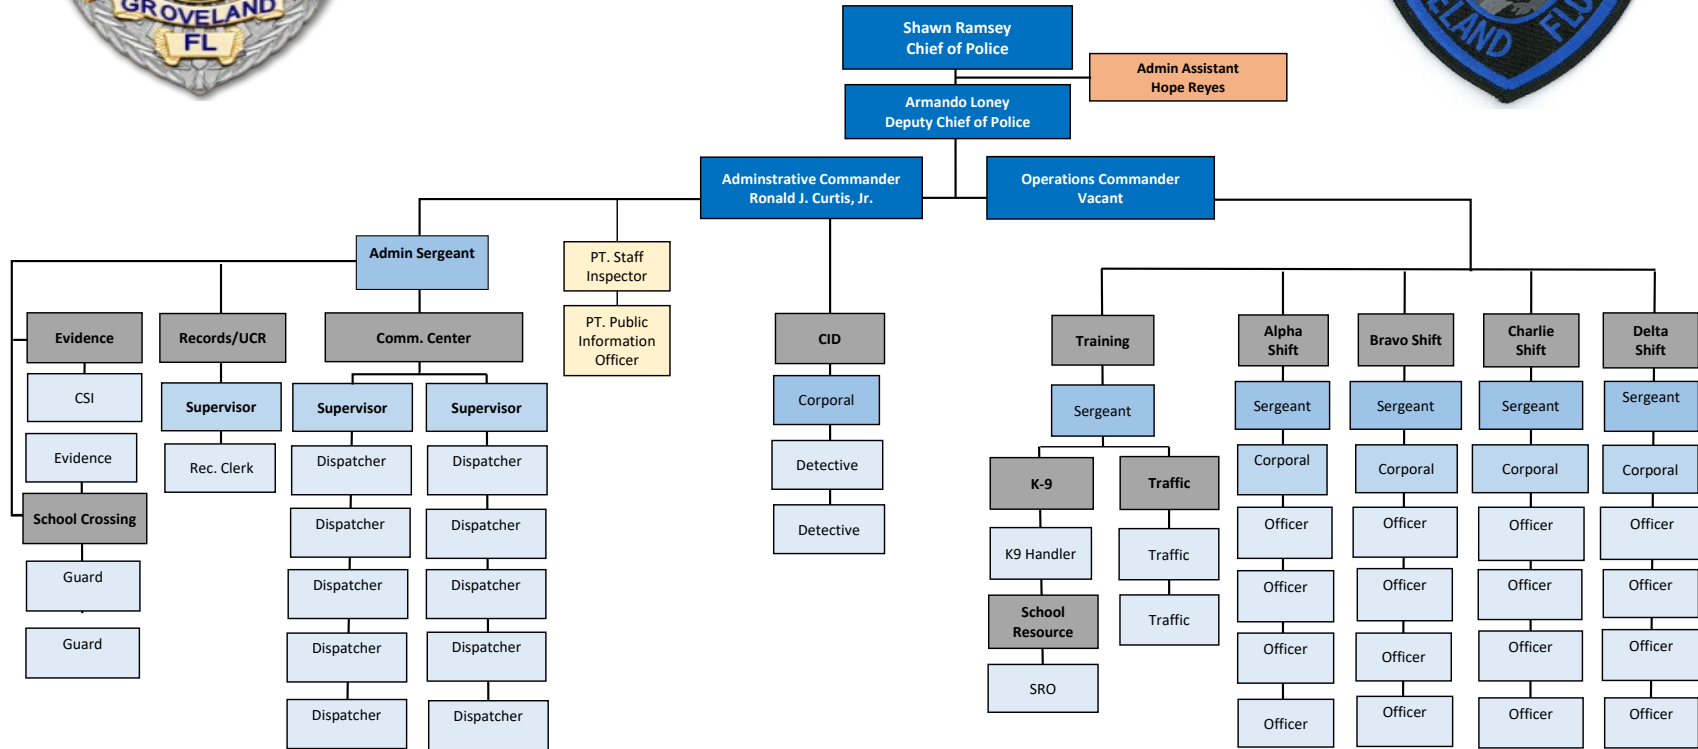 GROVELAND
FL
ELAND
FL
Shawn Ramsey
Chief of Police
Admin Assistant
Hope Reyes
Armando Loney
Deputy Chief of Police
Adminstrative Commander
Ronald J. Curtis, Jr.
Operations Commander
Vacant
Admin Sergeant
PT. Staff
Inspector
PT. Public
Information
Officer
Evidence
CSI
Evidence
School Crossing
Guard
Guard
Records/UCR
Supervisor
Rec. Clerk
Comm. Center
Supervisor
Dispatcher
Dispatcher
Dispatcher
Dispatcher
Dispatcher
Supervisor
Dispatcher
Dispatcher
Dispatcher
Dispatcher
Dispatcher
CID
Corporal
Detective
Detective
Training
Sergeant
K-9
K9 Handler
School
Resource
SRO
Traffic
Traffic
Traffic
Alpha
Shift
Sergeant
Corporal
Officer
Officer
Officer
Officer
Bravo Shift
Sergeant
Corporal
Officer
Officer
Officer
Officer
Charlie
Shift
Sergeant
Corporal
Officer
Officer
Officer
Officer
Delta
Shift
Sergeant
Corporal
Officer
Officer
Officer
Officer